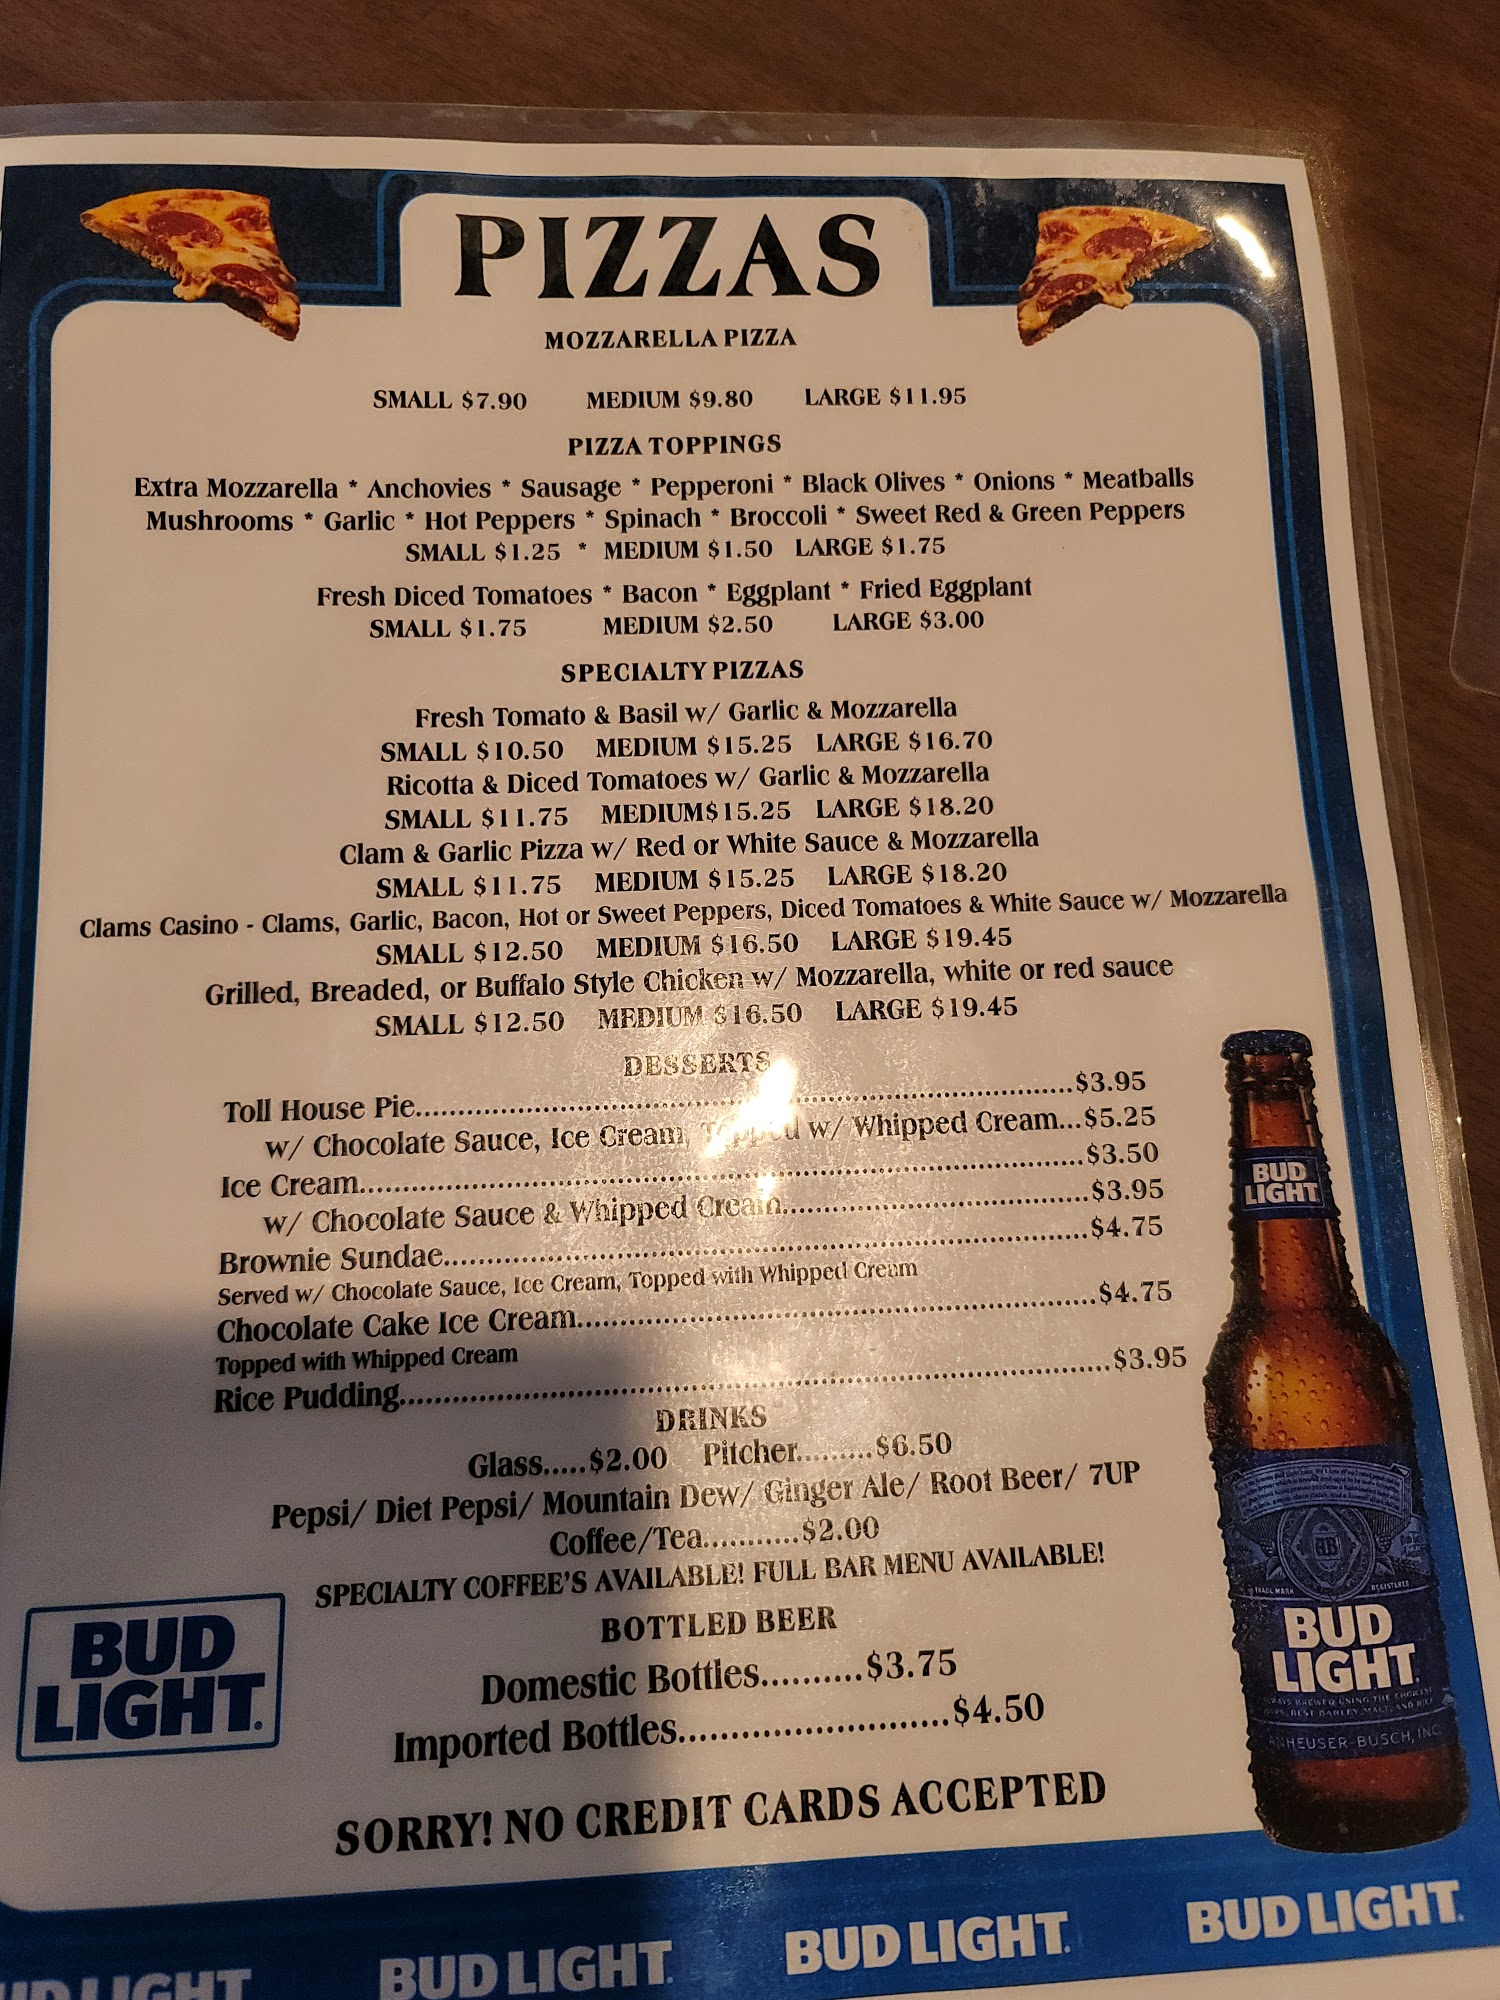 PIZZAS
MOZZARELLA PIZZA
SMALL $7.90 MEDIUM $9.80 LARGE $11.95
PIZZA TOPPINGS
Extra Mozzarella * Anchovies * Sausage * Pepperoni * Black Olives * Onions * Meatballs
Mushrooms * Garlic * Hot Peppers * Spinach * Broccoli * Sweet Red & Green Peppers
SMALL $1.25 * MEDIUM $1.50 LARGE $1.75
Fresh Diced Tomatoes * Bacon * Eggplant * Fried Eggplant
SMALL $1.75 MEDIUM $2.50 LARGE $3.00
SPECIALTY PIZZAS
Fresh Tomato & Basil w/ Garlic & Mozzarella
SMALL $10.50 MEDIUM $15.25 LARGE $16.70
Ricotta & Diced Tomatoes w/ Garlic & Mozzarella
SMALL $11.75 MEDIUM$15.25 LARGE $18.20
Clam & Garlic Pizza w/ Red or White Sauce & Mozzarella
SMALL $11.75 MEDIUM $15.25 LARGE $18.20
Clams Casino - Clams, Garlic, Bacon, Hot or Sweet Peppers, Diced Tomatoes & White Sauce w/ Mozzarella
SMALL $12.50 MEDIUM $16.50 LARGE $19.45
Grilled, Breaded, or Buffalo Style Chicken w/ Mozzarella, white or red sauce
SMALL $12.50 MEDIUM $16.50 LARGE $19.45
DESSERTS
Toll House Pie...............$3.95
w/ Chocolate Sauce, Ice Cream, Topped w/ Whipped Cream...$5.25
Ice Cream...............$3.50
w/ Chocolate Sauce & Whipped Cream...............$3.95
Brownie Sundae...............$4.75
Served w/ Chocolate Sauce, Ice Cream, Topped with Whipped Cream
Chocolate Cake Ice Cream...............$4.75
Topped with Whipped Cream
Rice Pudding...............$3.95
DRINKS
Glass.....$2.00 Pitcher.........$6.50
Pepsi/ Diet Pepsi/ Mountain Dew/ Ginger Ale/ Root Beer/ 7UP
Coffee/Tea...........$2.00
SPECIALTY COFFEE'S AVAILABLE! FULL BAR MENU AVAILABLE!
BOTTLED BEER
Domestic Bottles..........$3.75
Imported Bottles.........................$4.50
SORRY! NO CREDIT CARDS ACCEPTED
BUD
LIGHT.
BUD
LIGHT
TRADE MARK REGISTERED
BUD
LIGHT.
ANHEUSER-BUSCH, INC.
LIGHT BUD LIGHT. BUD LIGHT. BUD LIGHT.